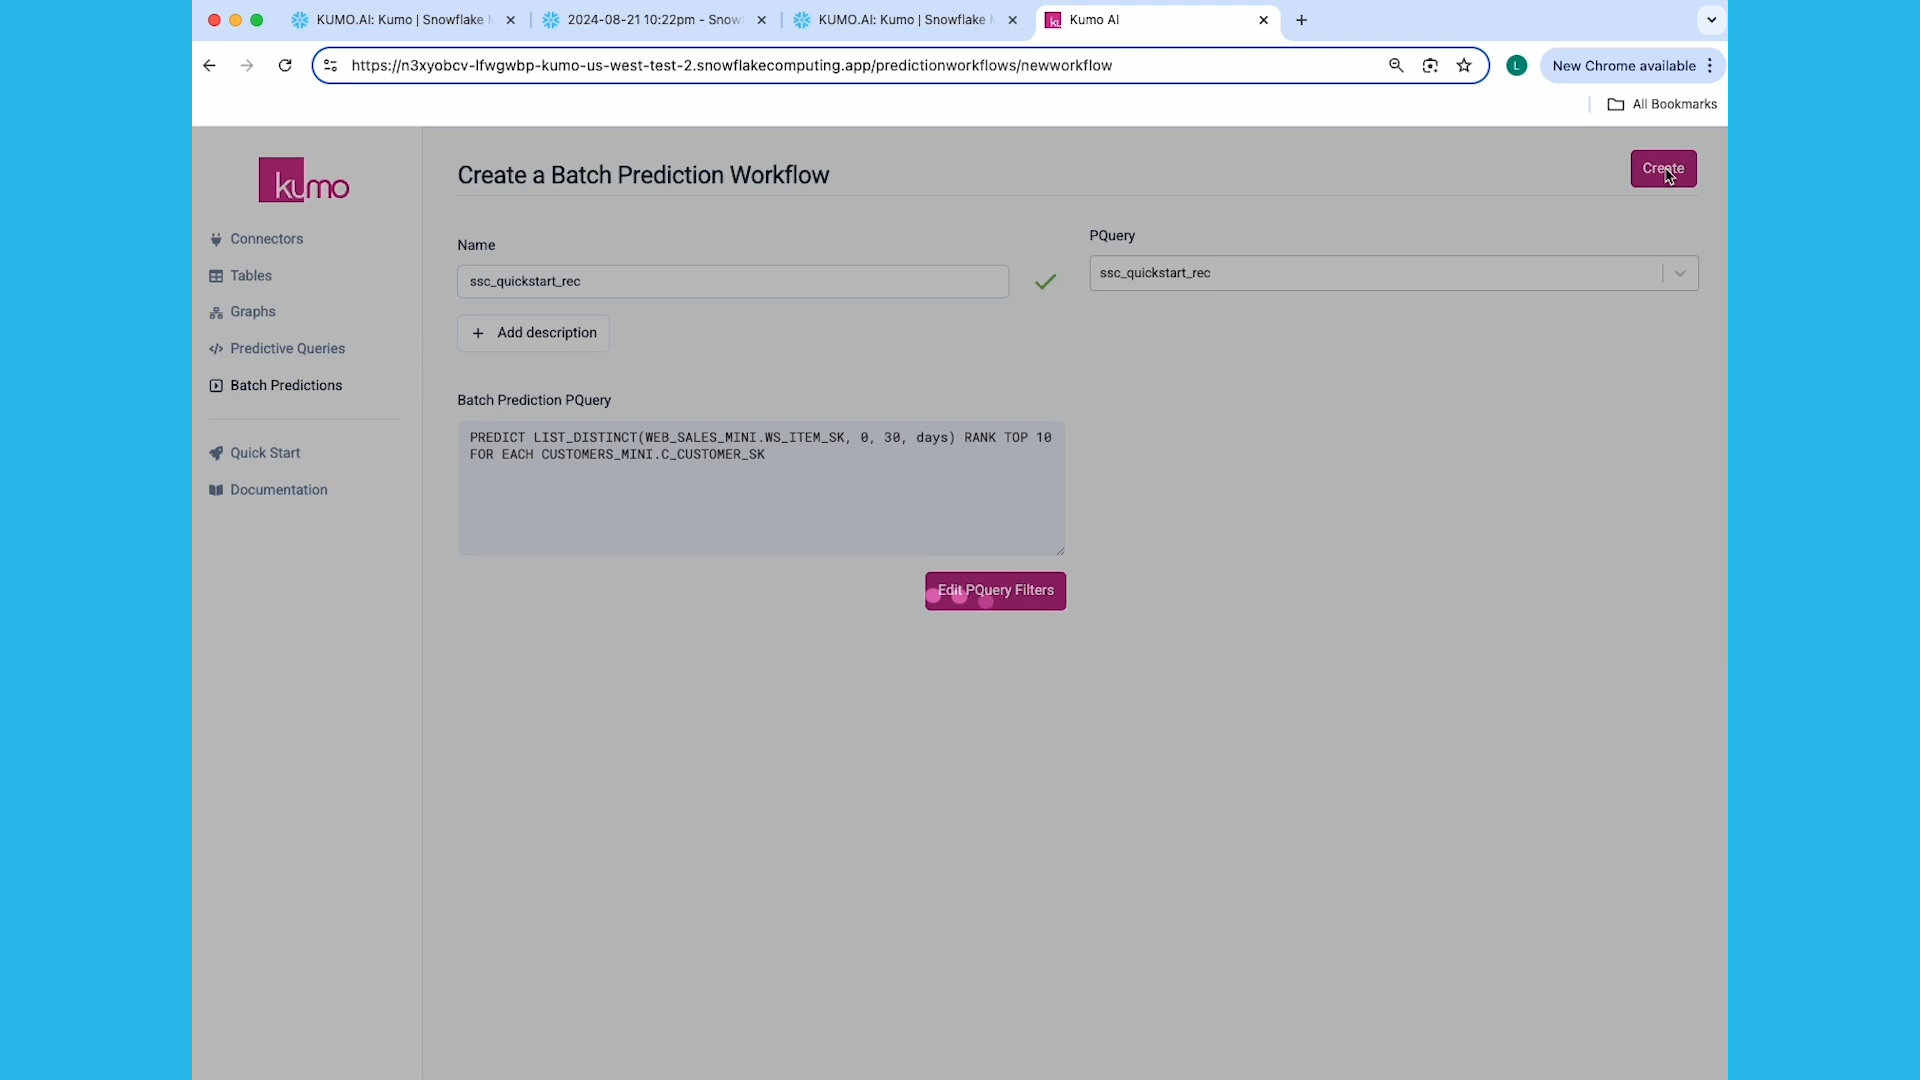 KUMO.AI: Kumo | Snowflake
2024-08-21 10:22pm - Snow
KUMO.AI: Kumo | Snowflake
Kumo AI
https://n3xyobcv-lfwgwbp-kumo-us-west-test-2.snowflakecomputing.app/predictionworkflows/newworkflow
L
New Chrome available
All Bookmarks
kumo
Connectors
Tables
Graphs
Predictive Queries
Batch Predictions
Quick Start
Documentation
Create a Batch Prediction Workflow
Create
Name
ssc_quickstart_rec
Add description
PQuery
ssc_quickstart_rec
Batch Prediction PQuery
PREDICT LIST_DISTINCT(WEB_SALES_MINI.WS_ITEM_SK, 0, 30, days) RANK TOP 10
FOR EACH CUSTOMERS_MINI.C_CUSTOMER_SK
Edit PQuery Filters